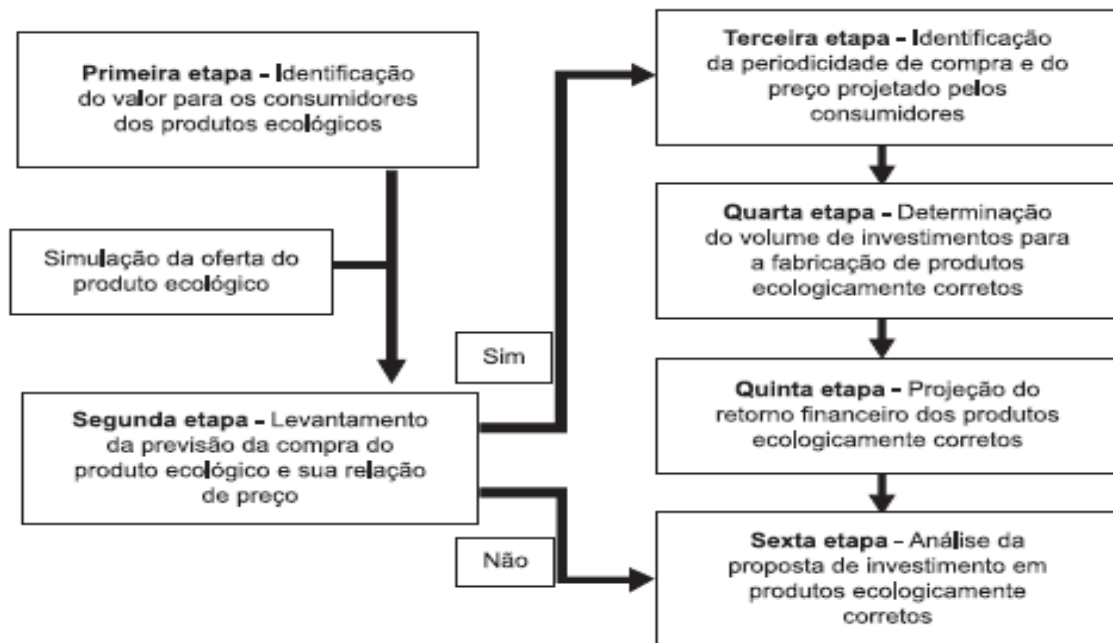 Primeira etapa - Identificação
do valor para os consumidores
dos produtos ecológicos
Simulação da oferta do
produto ecológico
Segunda etapa - Levantamento
da previsão da compra do
produto ecológico e sua relação
de preço
Sim
Não
Terceira etapa - Identificação
da periodicidade de compra e do
preço projetado pelos
consumidores
Quarta etapa - Determinação
do volume de investimentos para
a fabricação de produtos
ecologicamente corretos
Quinta etapa - Projeção do
retorno financeiro dos produtos
ecologicamente corretos
Sexta etapa - Análise da
proposta de investimento em
produtos ecologicamente
corretos